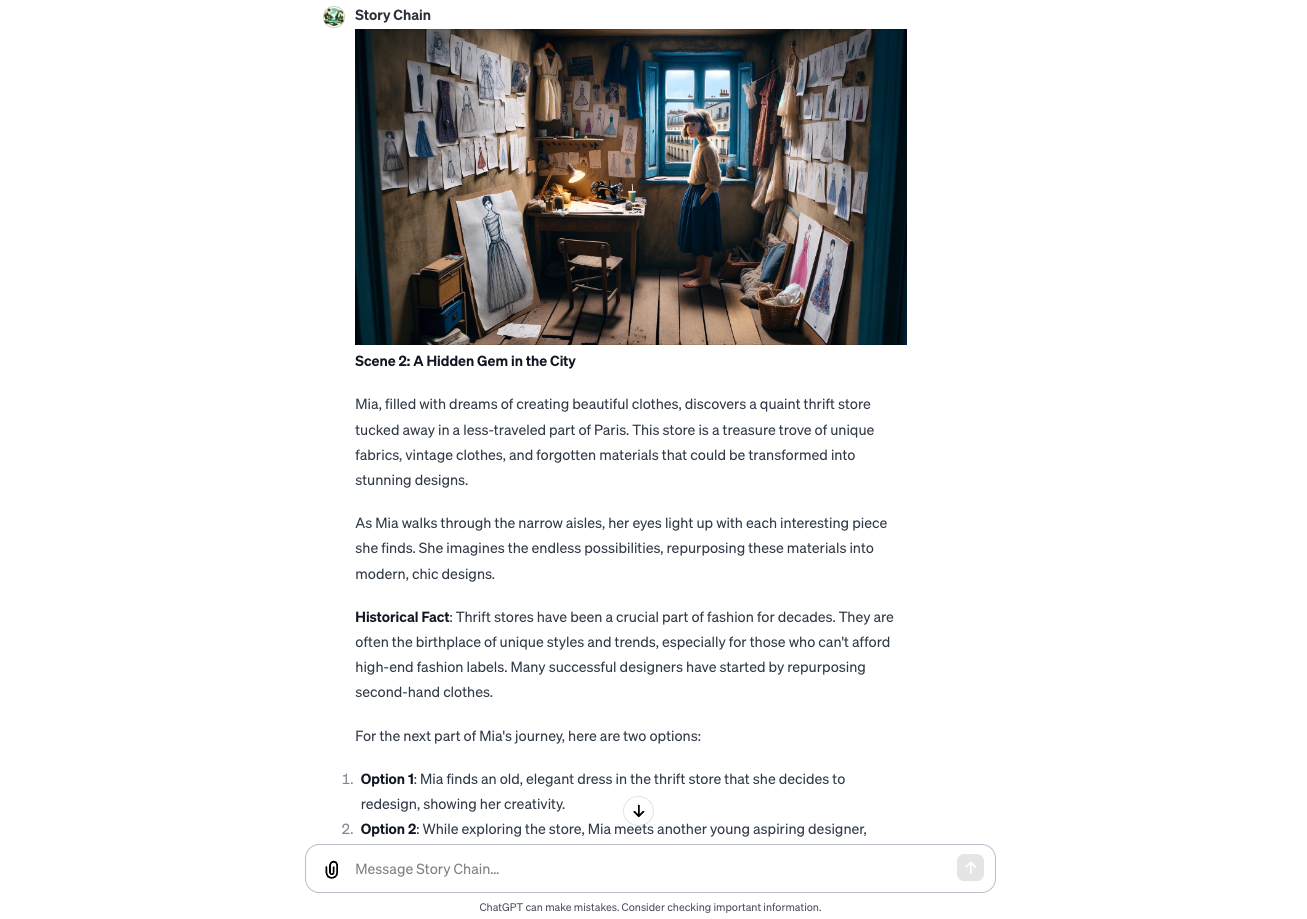 Story Chain
Scene 2: A Hidden Gem in the City
Mia, filled with dreams of creating beautiful clothes, discovers a quaint thrift store
tucked away in a less-traveled part of Paris. This store is a treasure trove of unique
fabrics, vintage clothes, and forgotten materials that could be transformed into
stunning designs.
As Mia walks through the narrow aisles, her eyes light up with each interesting piece
she finds. She imagines the endless possibilities, repurposing these materials into
modern, chic designs.
Historical Fact: Thrift stores have been a crucial part of fashion for decades. They are
often the birthplace of unique styles and trends, especially for those who can't afford
high-end fashion labels. Many successful designers have started by repurposing
second-hand clothes.
For the next part of Mia's journey, here are two options:
1. Option 1: Mia finds an old, elegant dress in the thrift store that she decides to
redesign, showing her creativity.
2. Option 2: While exploring the store, Mia meets another young aspiring designer,
Message Story Chain...
ChatGPT can make mistakes. Consider checking important information.